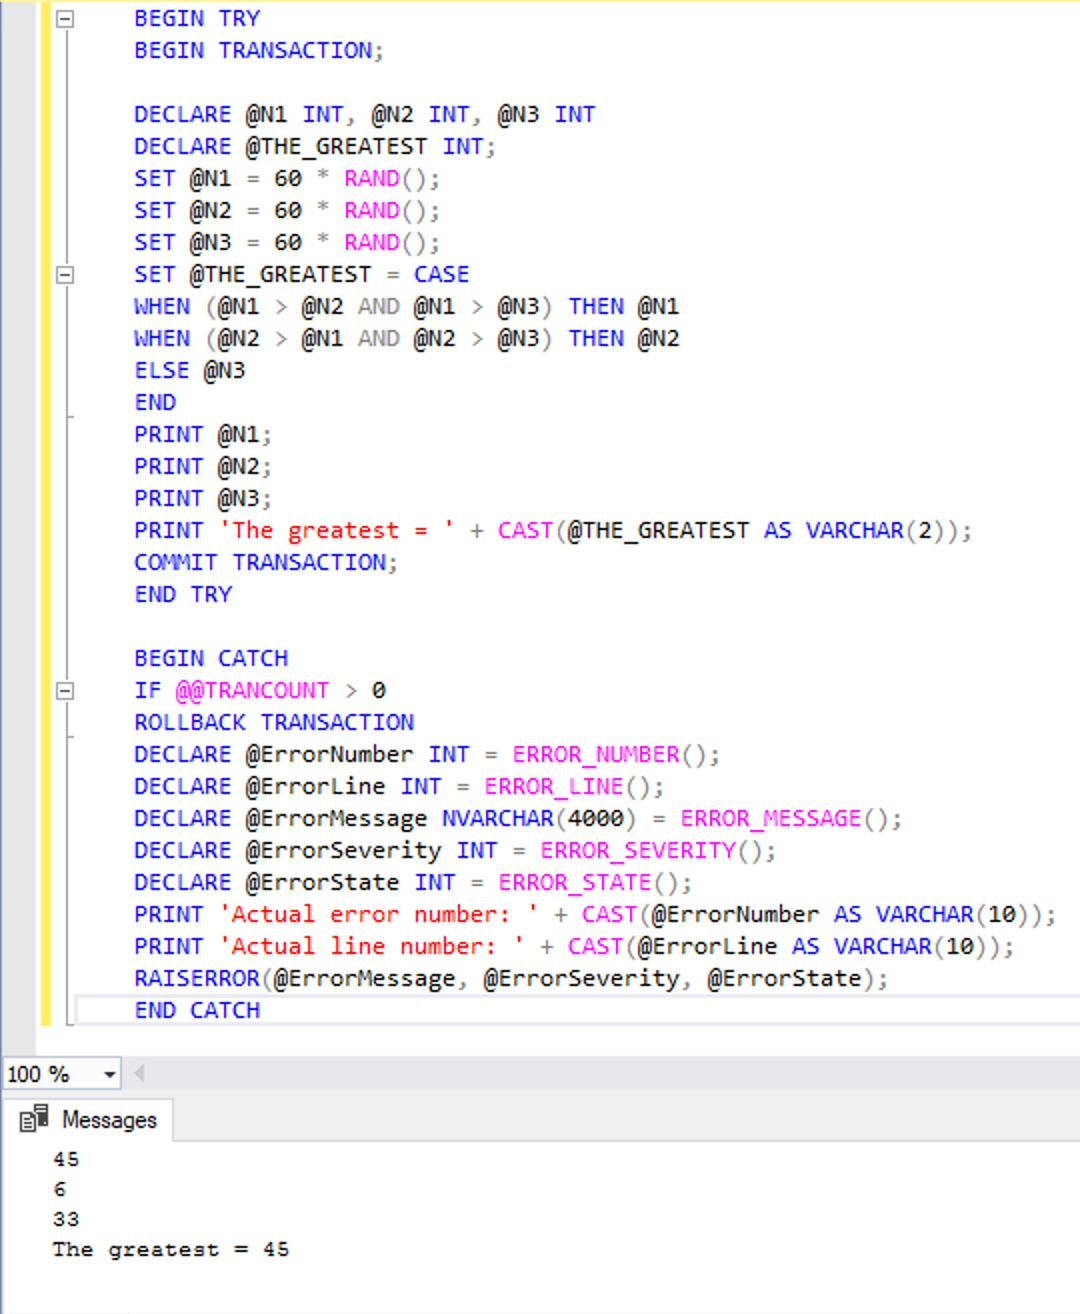 BEGIN TRY
BEGIN TRANSACTION;
DECLARE @N1 INT, @N2 INT, @N3 INT
DECLARE @THE_GREATEST INT;
SET @N1 = 60 * RAND();
SET @N2 = 60 * RAND();
SET @N3 = 60 * RAND();
SET @THE_GREATEST = CASE
WHEN (@N1 > @N2 AND @N1 > @N3) THEN @N1
WHEN (@N2 > @N1 AND @N2 > @N3) THEN @N2
ELSE @N3
END
PRINT @N1;
PRINT @N2;
PRINT @N3;
PRINT 'The greatest = ' + CAST(@THE_GREATEST AS VARCHAR(2));
COMMIT TRANSACTION;
END TRY
BEGIN CATCH
IF @@TRANCOUNT > 0
ROLLBACK TRANSACTION
DECLARE @ErrorNumber INT = ERROR_NUMBER();
DECLARE @ErrorLine INT = ERROR_LINE();
DECLARE @ErrorMessage NVARCHAR(4000) = ERROR_MESSAGE();
DECLARE @ErrorSeverity INT = ERROR_SEVERITY();
DECLARE @ErrorState INT = ERROR_STATE();
PRINT 'Actual error number: ' + CAST(@ErrorNumber AS VARCHAR(10));
PRINT 'Actual line number: ' + CAST(@ErrorLine AS VARCHAR(10));
RAISERROR(@ErrorMessage, @ErrorSeverity, @ErrorState);
END CATCH
100 %
Messages
45
6
33
The greatest = 45